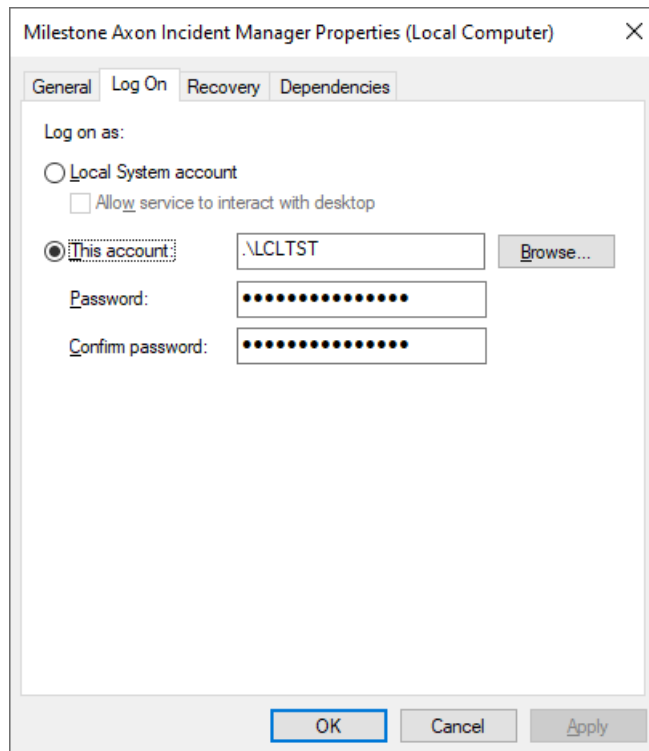 Milestone Axon Incident Manager Properties (Local Computer)
General Log On Recovery Dependencies
Log on as:
Local System account
Allow service to interact with desktop
This account: .\LCLTST Browse...
Password: •••••••••••••••
Confirm password: •••••••••••••••
OK Cancel Apply